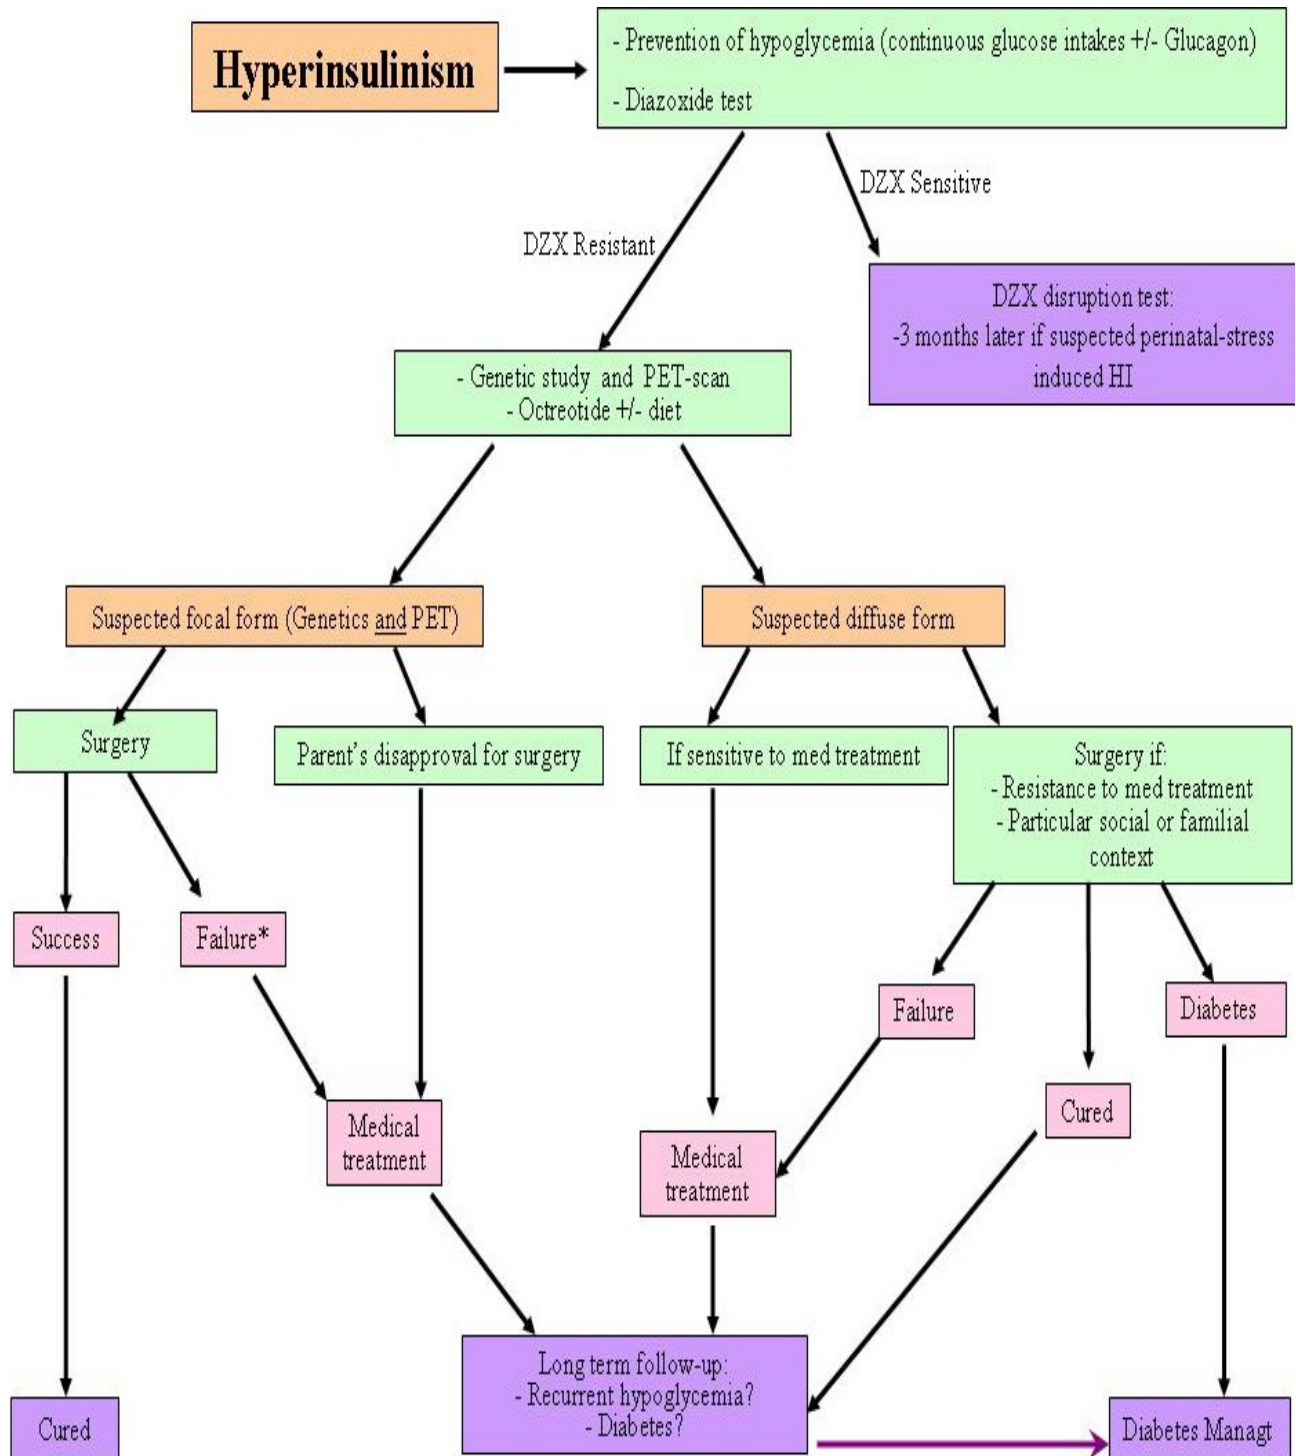 Hyperinsulinism
- Prevention of hypoglycemia (continuous glucose intakes +/- Glucagon)
- Diazoxide test
DZX Sensitive
DZX Resistant
DZX disruption test:
-3 months later if suspected perinatal-stress
induced HI
- Genetic study and PET-scan
- Octreotide +/- diet
Suspected focal form (Genetics and PET)
Suspected diffuse form
Surgery
Parent's disapproval for surgery
If sensitive to med treatment
Surgery if:
- Resistance to med treatment
- Particular social or familial
context
Success
Failure*
Failure
Diabetes
Medical
treatment
Cured
Medical
treatment
Long term follow-up:
- Recurrent hypoglycemia?
- Diabetes?
Cured
Diabetes Managt